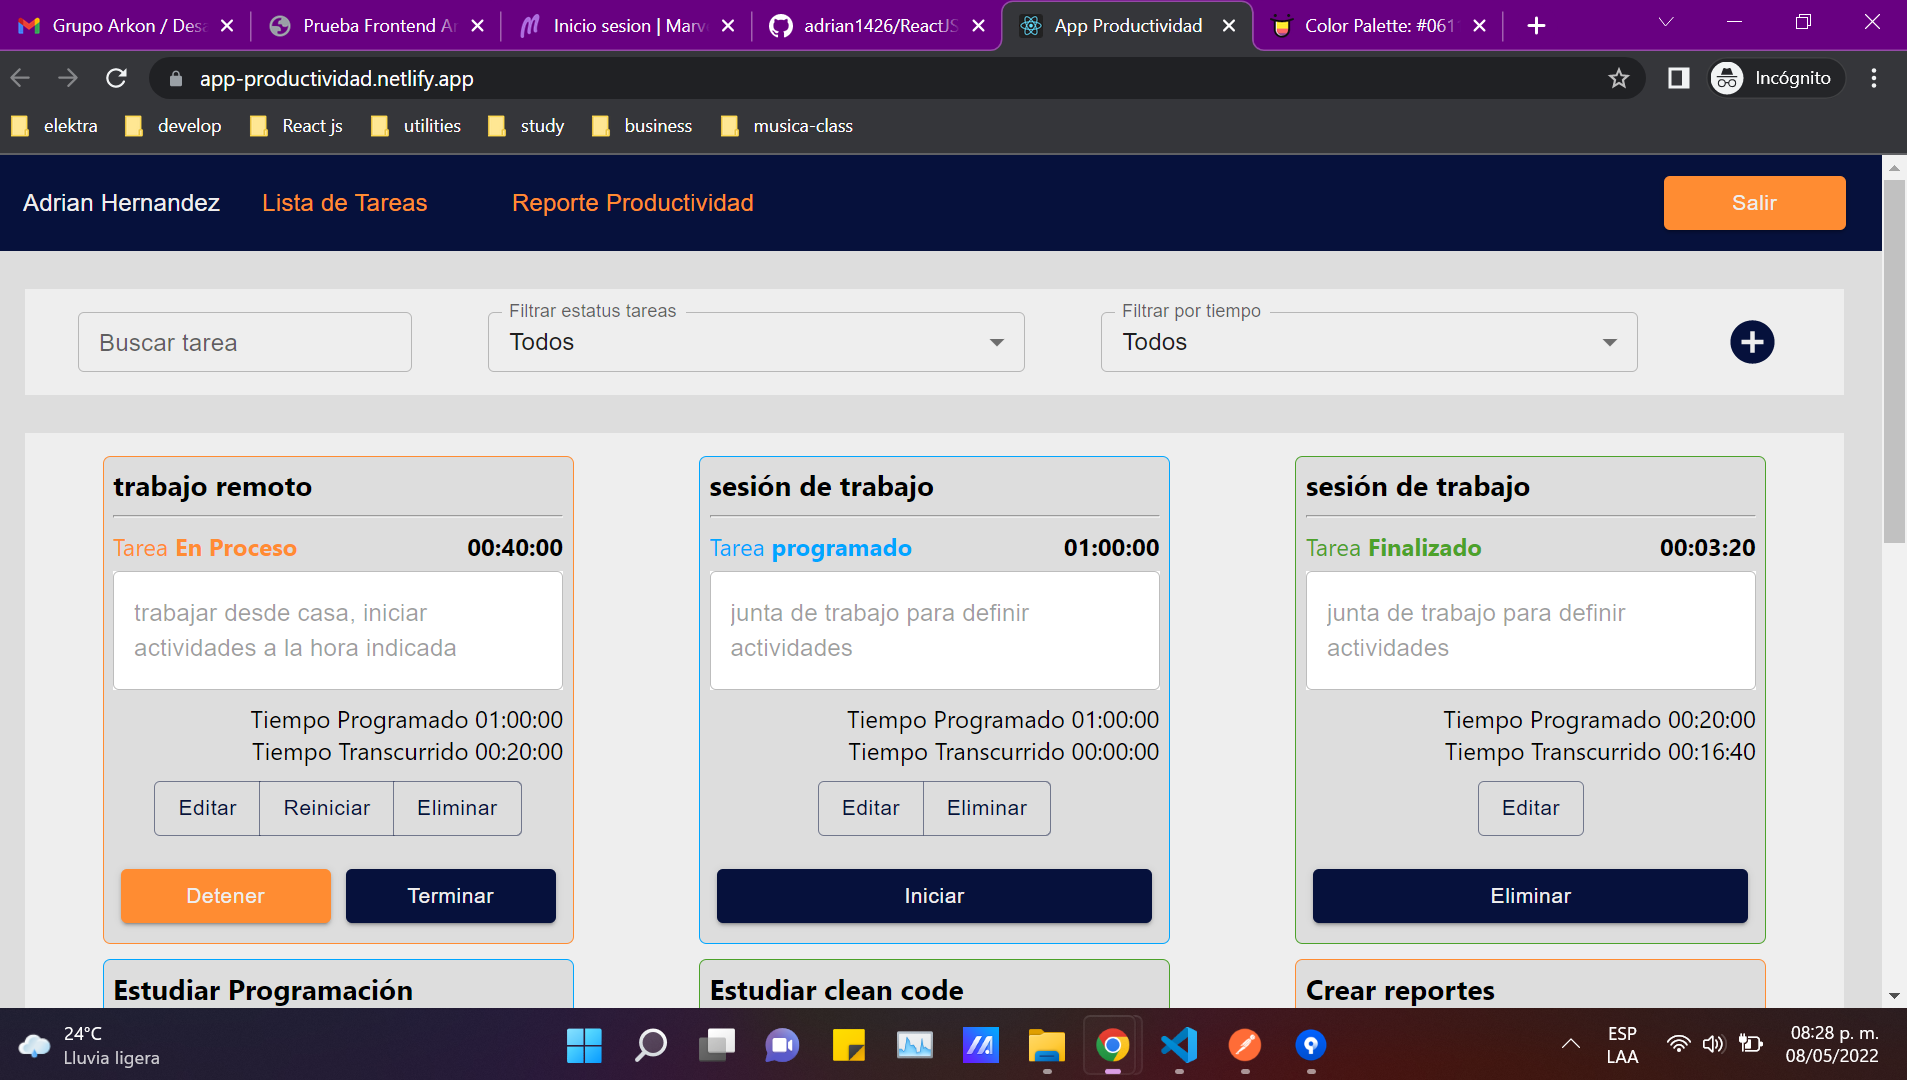 Grupo Arkon / Desa
Prueba Frontend Ar
Inicio sesion | Marv
adrian1426/ReactJS
App Productividad
Color Palette: #061
app-productividad.netlify.app
Incógnito
elektra
develop
React js
utilities
study
business
musica-class
Adrian Hernandez
Lista de Tareas
Reporte Productividad
Salir
Buscar tarea
Filtrar estatus tareas
Todos
Filtrar por tiempo
Todos
trabajo remoto
Tarea En Proceso 00:40:00
trabajar desde casa, iniciar
actividades a la hora indicada
Tiempo Programado 01:00:00
Tiempo Transcurrido 00:20:00
Editar Reiniciar Eliminar
Detener Terminar
sesión de trabajo
Tarea programado 01:00:00
junta de trabajo para definir
actividades
Tiempo Programado 01:00:00
Tiempo Transcurrido 00:00:00
Editar Eliminar
Iniciar
sesión de trabajo
Tarea Finalizado 00:03:20
junta de trabajo para definir
actividades
Tiempo Programado 00:20:00
Tiempo Transcurrido 00:16:40
Editar
Eliminar
Estudiar Programación
Estudiar clean code
Crear reportes
24°C
Lluvia ligera
ESP
LAA
08:28 p. m.
08/05/2022